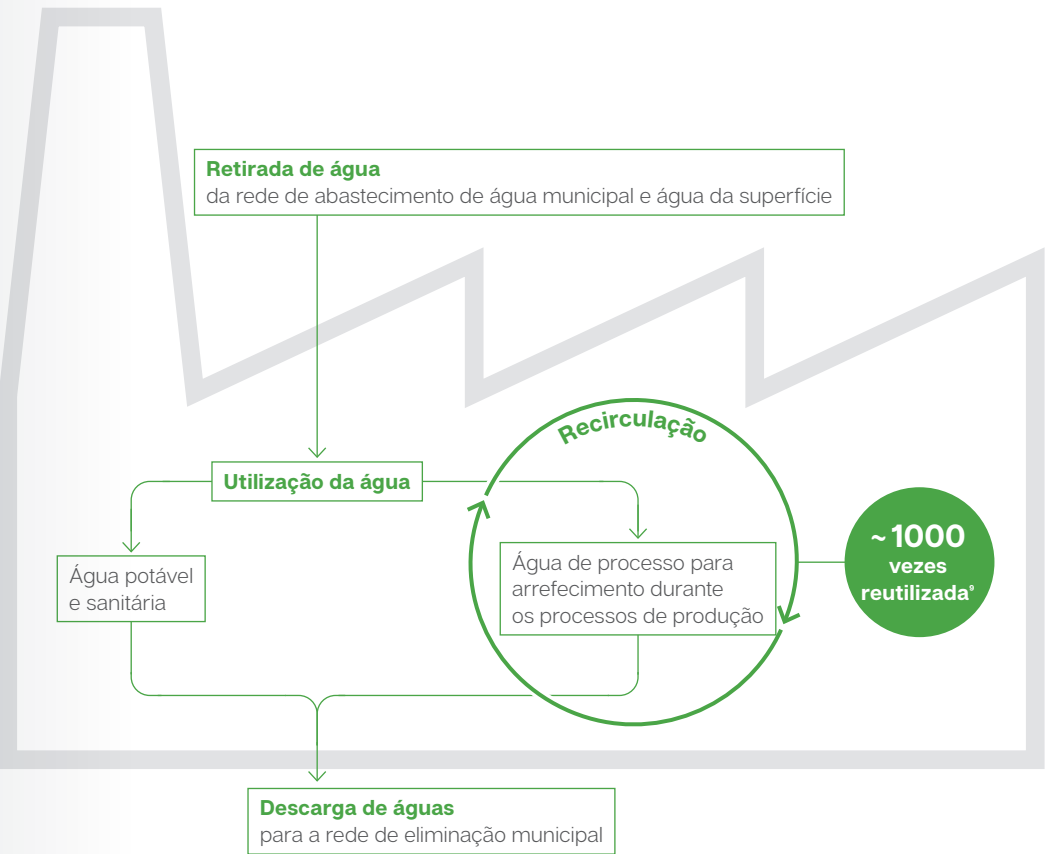 Retirada de água
da rede de abastecimento de água municipal e água da superfície
Recirculação
Utilização da água
~1000
vezes
reutilizada⁹
Água potável
e sanitária
Água de processo para
arrefecimento durante
os processos de produção
Descarga de águas
para a rede de eliminação municipal